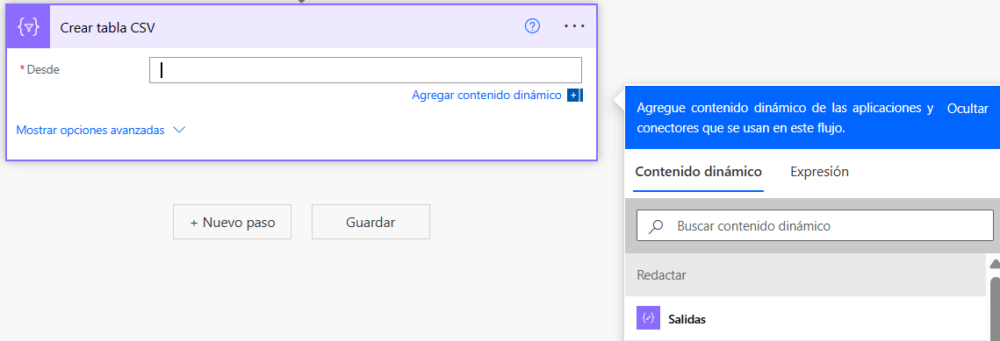 Crear tabla CSV
* Desde
Agregar contenido dinámico
Mostrar opciones avanzadas
+ Nuevo paso
Guardar
Agregue contenido dinámico de las aplicaciones y
conectores que se usan en este flujo.
Ocultar
Contenido dinámico
Expresión
Buscar contenido dinámico
Redactar
Salidas